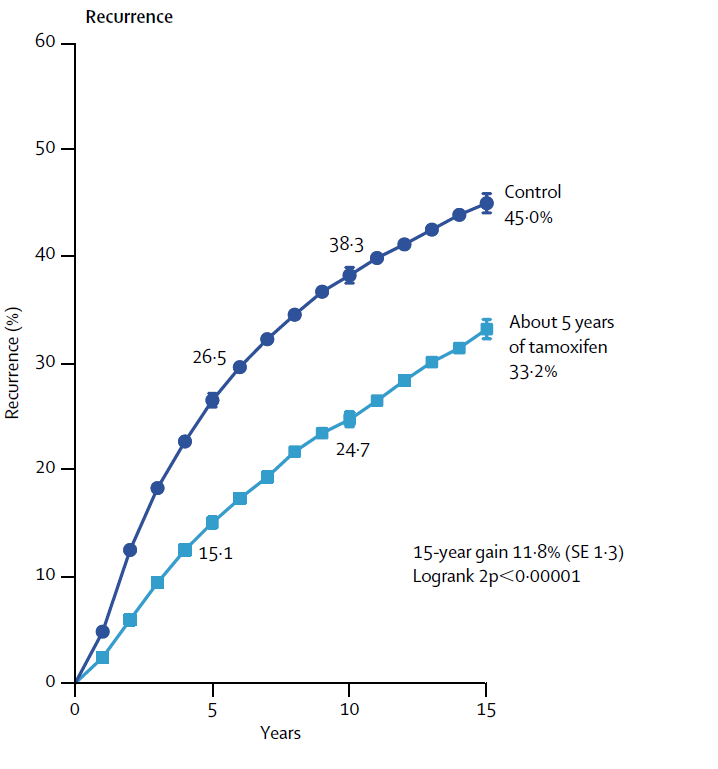 Recurrence
60
50
40
30
20
10
0
Recurrence (%)
0 5 10 15
Years
26·5
38·3
15·1
24·7
Control
45·0%
About 5 years
of tamoxifen
33·2%
15-year gain 11·8% (SE 1·3)
Logrank 2p<0·00001